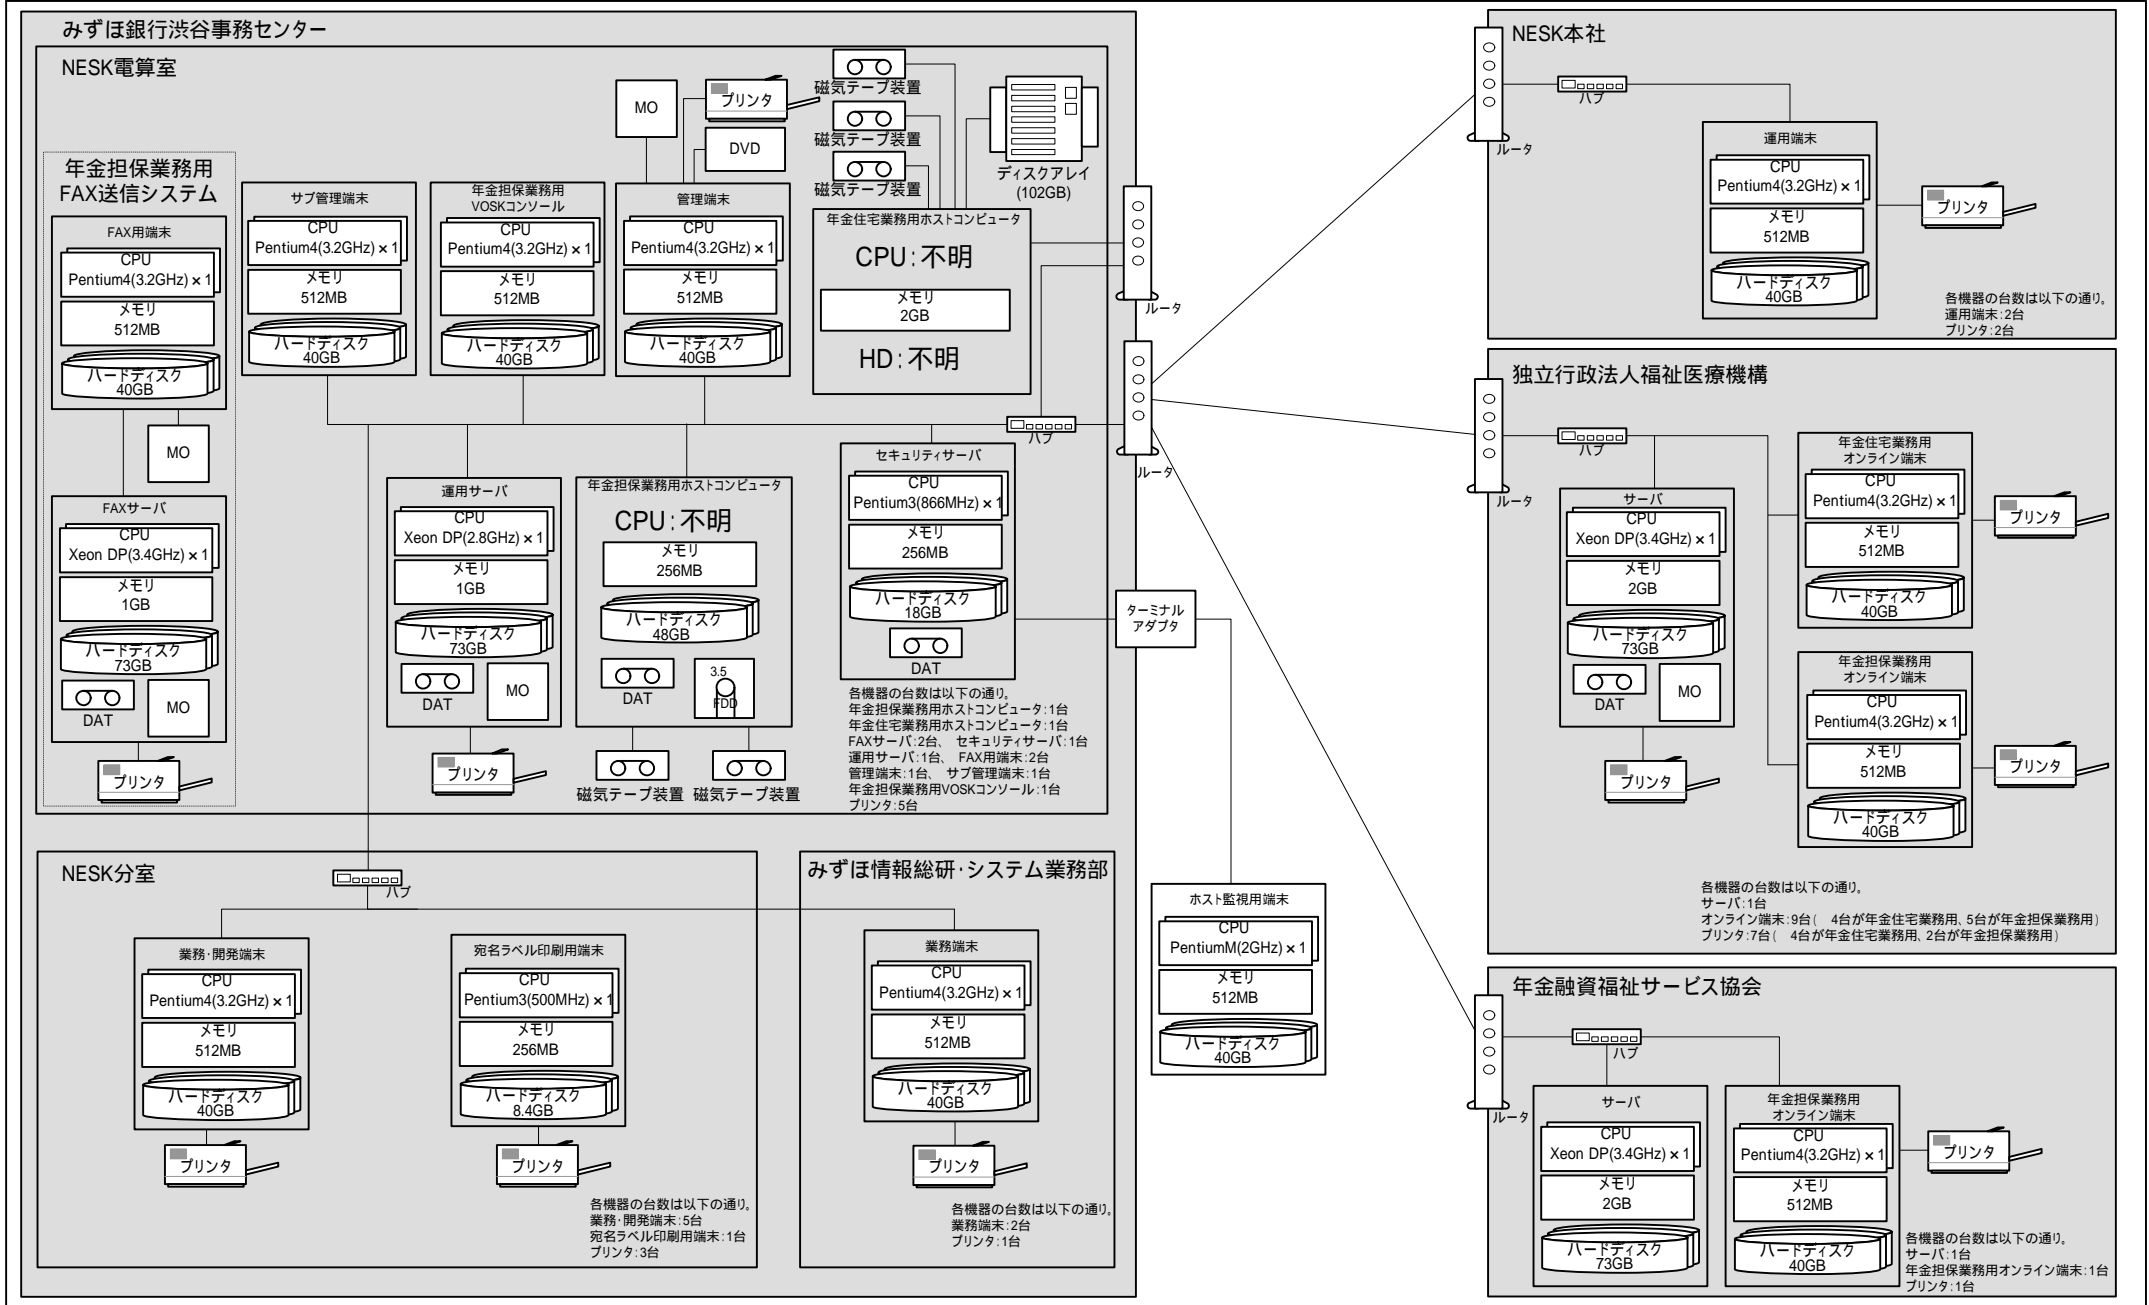 みずほ銀行渋谷事務センター
NESK電算室
年金担保業務用
FAX送信システム
FAX用端末
CPU
Pentium4(3.2GHz)×1
メモリ
512MB
ハードディスク
40GB
MO
FAXサーバ
CPU
Xeon DP(3.4GHz)×1
メモリ
1GB
ハードディスク
73GB
DAT
MO
プリンタ
サブ管理端末
CPU
Pentium4(3.2GHz)×1
メモリ
512MB
ハードディスク
40GB
年金担保業務用
VOSKコンソール
CPU
Pentium4(3.2GHz)×1
メモリ
512MB
ハードディスク
40GB
MO
プリンタ
DVD
管理端末
CPU
Pentium4(3.2GHz)×1
メモリ
512MB
ハードディスク
40GB
磁気テープ装置
磁気テープ装置
磁気テープ装置
ディスクアレイ
(102GB)
年金住宅業務用ホストコンピュータ
CPU:不明
メモリ
2GB
HD:不明
ルータ
ルータ
ハブ
運用サーバ
CPU
Xeon DP(2.8GHz)×1
メモリ
1GB
ハードディスク
73GB
DAT
MO
プリンタ
年金担保業務用ホストコンピュータ
CPU:不明
メモリ
256MB
ハードディスク
48GB
DAT
3.5
FDD
磁気テープ装置
磁気テープ装置
セキュリティサーバ
CPU
Pentium3(866MHz)×1
メモリ
256MB
ハードディスク
18GB
DAT
各機器の台数は以下の通り。
年金担保業務用ホストコンピュータ:1台
年金住宅業務用ホストコンピュータ:1台
FAXサーバ:2台、 セキュリティサーバ:1台
運用サーバ:1台、 FAX用端末:2台
管理端末:1台、 サブ管理端末:1台
年金担保業務用VOSKコンソール:1台
プリンタ:5台
ターミナル
アダプタ
NESK分室
ハブ
業務・開発端末
CPU
Pentium4(3.2GHz)×1
メモリ
512MB
ハードディスク
40GB
プリンタ
宛名ラベル印刷用端末
CPU
Pentium3(500MHz)×1
メモリ
256MB
ハードディスク
8.4GB
プリンタ
各機器の台数は以下の通り。
業務・開発端末:5台
宛名ラベル印刷用端末:1台
プリンタ:3台
みずほ情報総研・システム業務部
業務端末
CPU
Pentium4(3.2GHz)×1
メモリ
512MB
ハードディスク
40GB
プリンタ
各機器の台数は以下の通り。
業務端末:2台
プリンタ:1台
ホスト監視用端末
CPU
PentiumM(2GHz)×1
メモリ
512MB
ハードディスク
40GB
NESK本社
ルータ
ハブ
運用端末
CPU
Pentium4(3.2GHz)×1
メモリ
512MB
ハードディスク
40GB
プリンタ
各機器の台数は以下の通り。
運用端末:2台
プリンタ:2台
独立行政法人福祉医療機構
ルータ
ハブ
サーバ
CPU
Xeon DP(3.4GHz)×1
メモリ
2GB
ハードディスク
73GB
DAT
MO
プリンタ
年金住宅業務用
オンライン端末
CPU
Pentium4(3.2GHz)×1
メモリ
512MB
ハードディスク
40GB
プリンタ
年金担保業務用
オンライン端末
CPU
Pentium4(3.2GHz)×1
メモリ
512MB
ハードディスク
40GB
プリンタ
各機器の台数は以下の通り。
サーバ:1台
オンライン端末:9台( 4台が年金住宅業務用、5台が年金担保業務用)
プリンタ:7台( 4台が年金住宅業務用、2台が年金担保業務用)
年金融資福祉サービス協会
ルータ
ハブ
サーバ
CPU
Xeon DP(3.4GHz)×1
メモリ
2GB
ハードディスク
73GB
年金担保業務用
オンライン端末
CPU
Pentium4(3.2GHz)×1
メモリ
512MB
ハードディスク
40GB
プリンタ
各機器の台数は以下の通り。
サーバ:1台
年金担保業務用オンライン端末:1台
プリンタ:1台